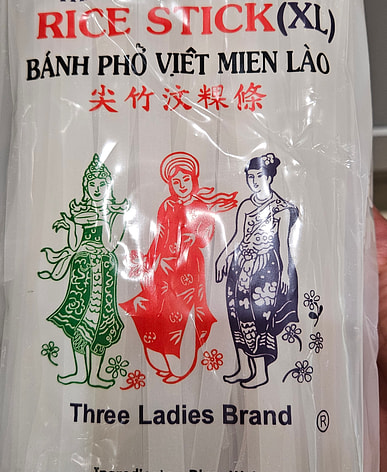 RICE STICK(XL)
BÁNH PHỞ VIỆT MIEN LÀO
尖竹汶粿條
Three Ladies Brand ®